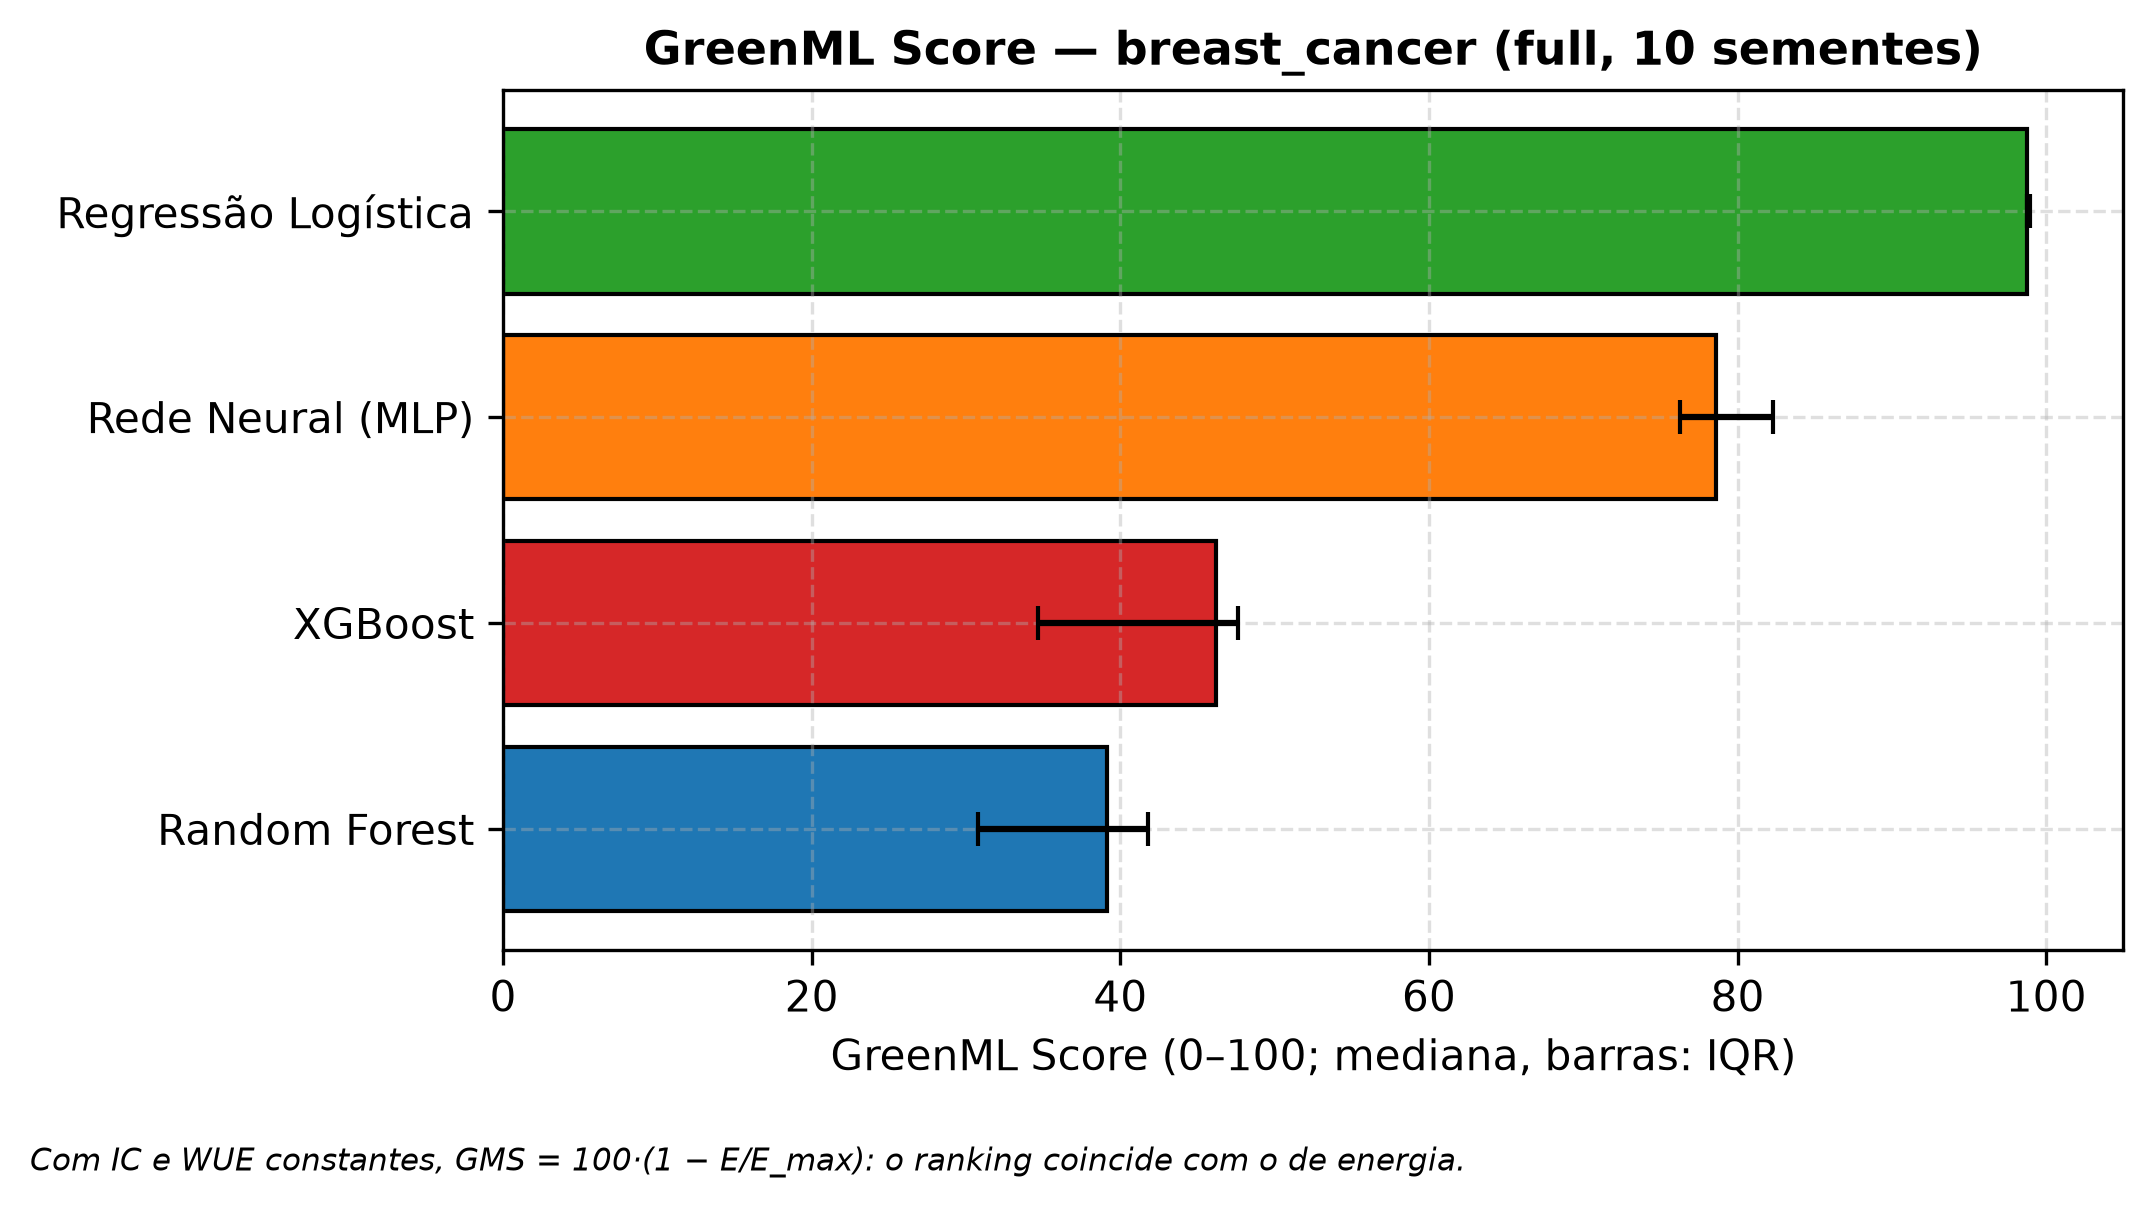 GreenML Score — breast_cancer (full, 10 sementes)
Regressão Logística
Rede Neural (MLP)
XGBoost
Random Forest
0 20 40 60 80 100
GreenML Score (0–100; mediana, barras: IQR)
Com IC e WUE constantes, GMS = 100·(1 − E/E_max): o ranking coincide com o de energia.